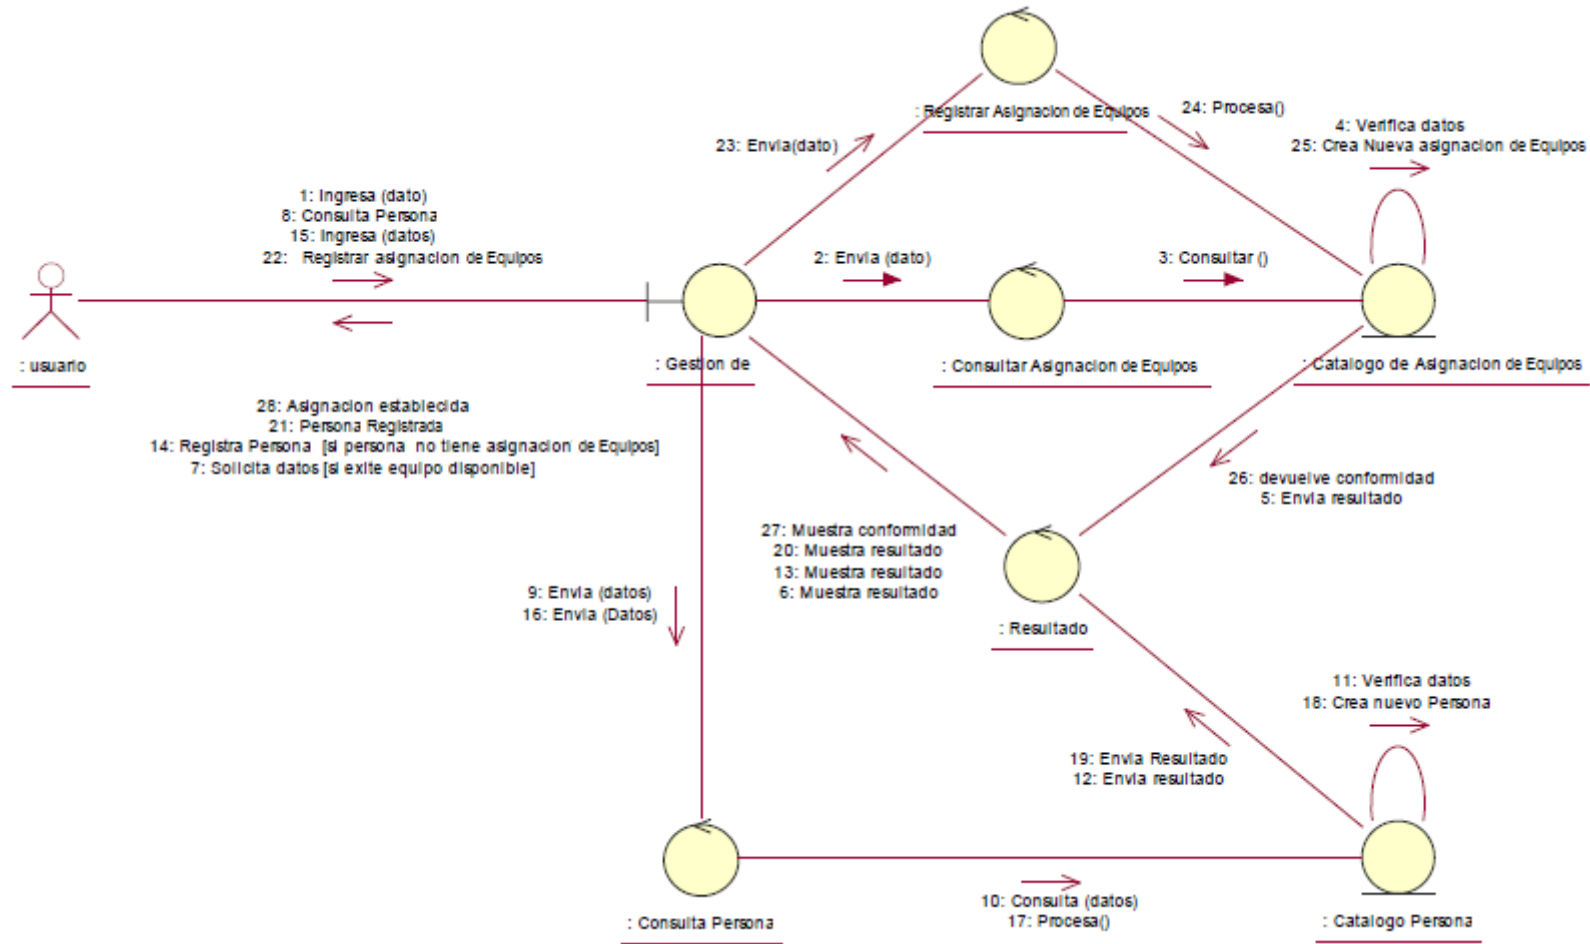 : Registrar Asignacion de Equipos
24: Procesa()
23: Envia(dato)
4: Verifica datos
25: Crea Nueva asignacion de Equipos
1: Ingresa (dato)
8: Consulta Persona
15: Ingresa (datos)
22: Registrar asignacion de Equipos
2: Envia (dato)
3: Consultar ()
: usuario
: Gestion de
: Consultar Asignacion de Equipos
: Catalogo de Asignacion de Equipos
28: Asignacion establecida
21: Persona Registrada
14: Registra Persona [si persona no tiene asignacion de Equipos]
7: Solicita datos [si exite equipo disponible]
26: devuelve conformidad
5: Envia resultado
27: Muestra conformidad
20: Muestra resultado
13: Muestra resultado
6: Muestra resultado
9: Envia (datos)
16: Envia (Datos)
: Resultado
11: Verifica datos
18: Crea nuevo Persona
19: Envia Resultado
12: Envia resultado
10: Consulta (datos)
17: Procesa()
: Consulta Persona
: Catalogo Persona